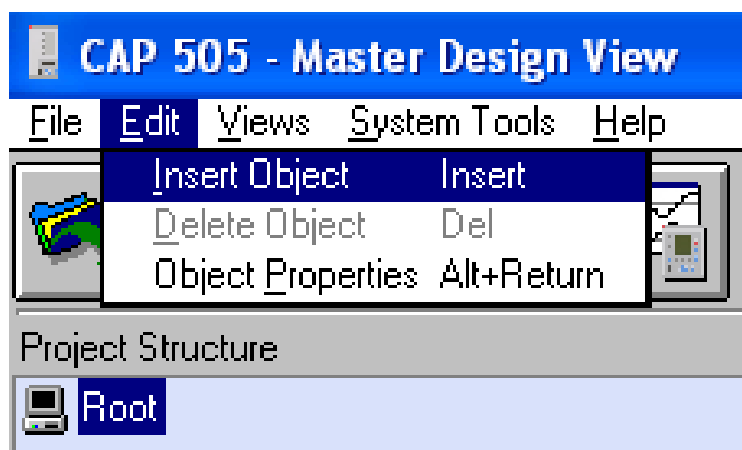 CAP 505 - Master Design View
File Edit Views System Tools Help
Insert Object Insert
Delete Object Del
Object Properties Alt+Return
Project Structure
Root